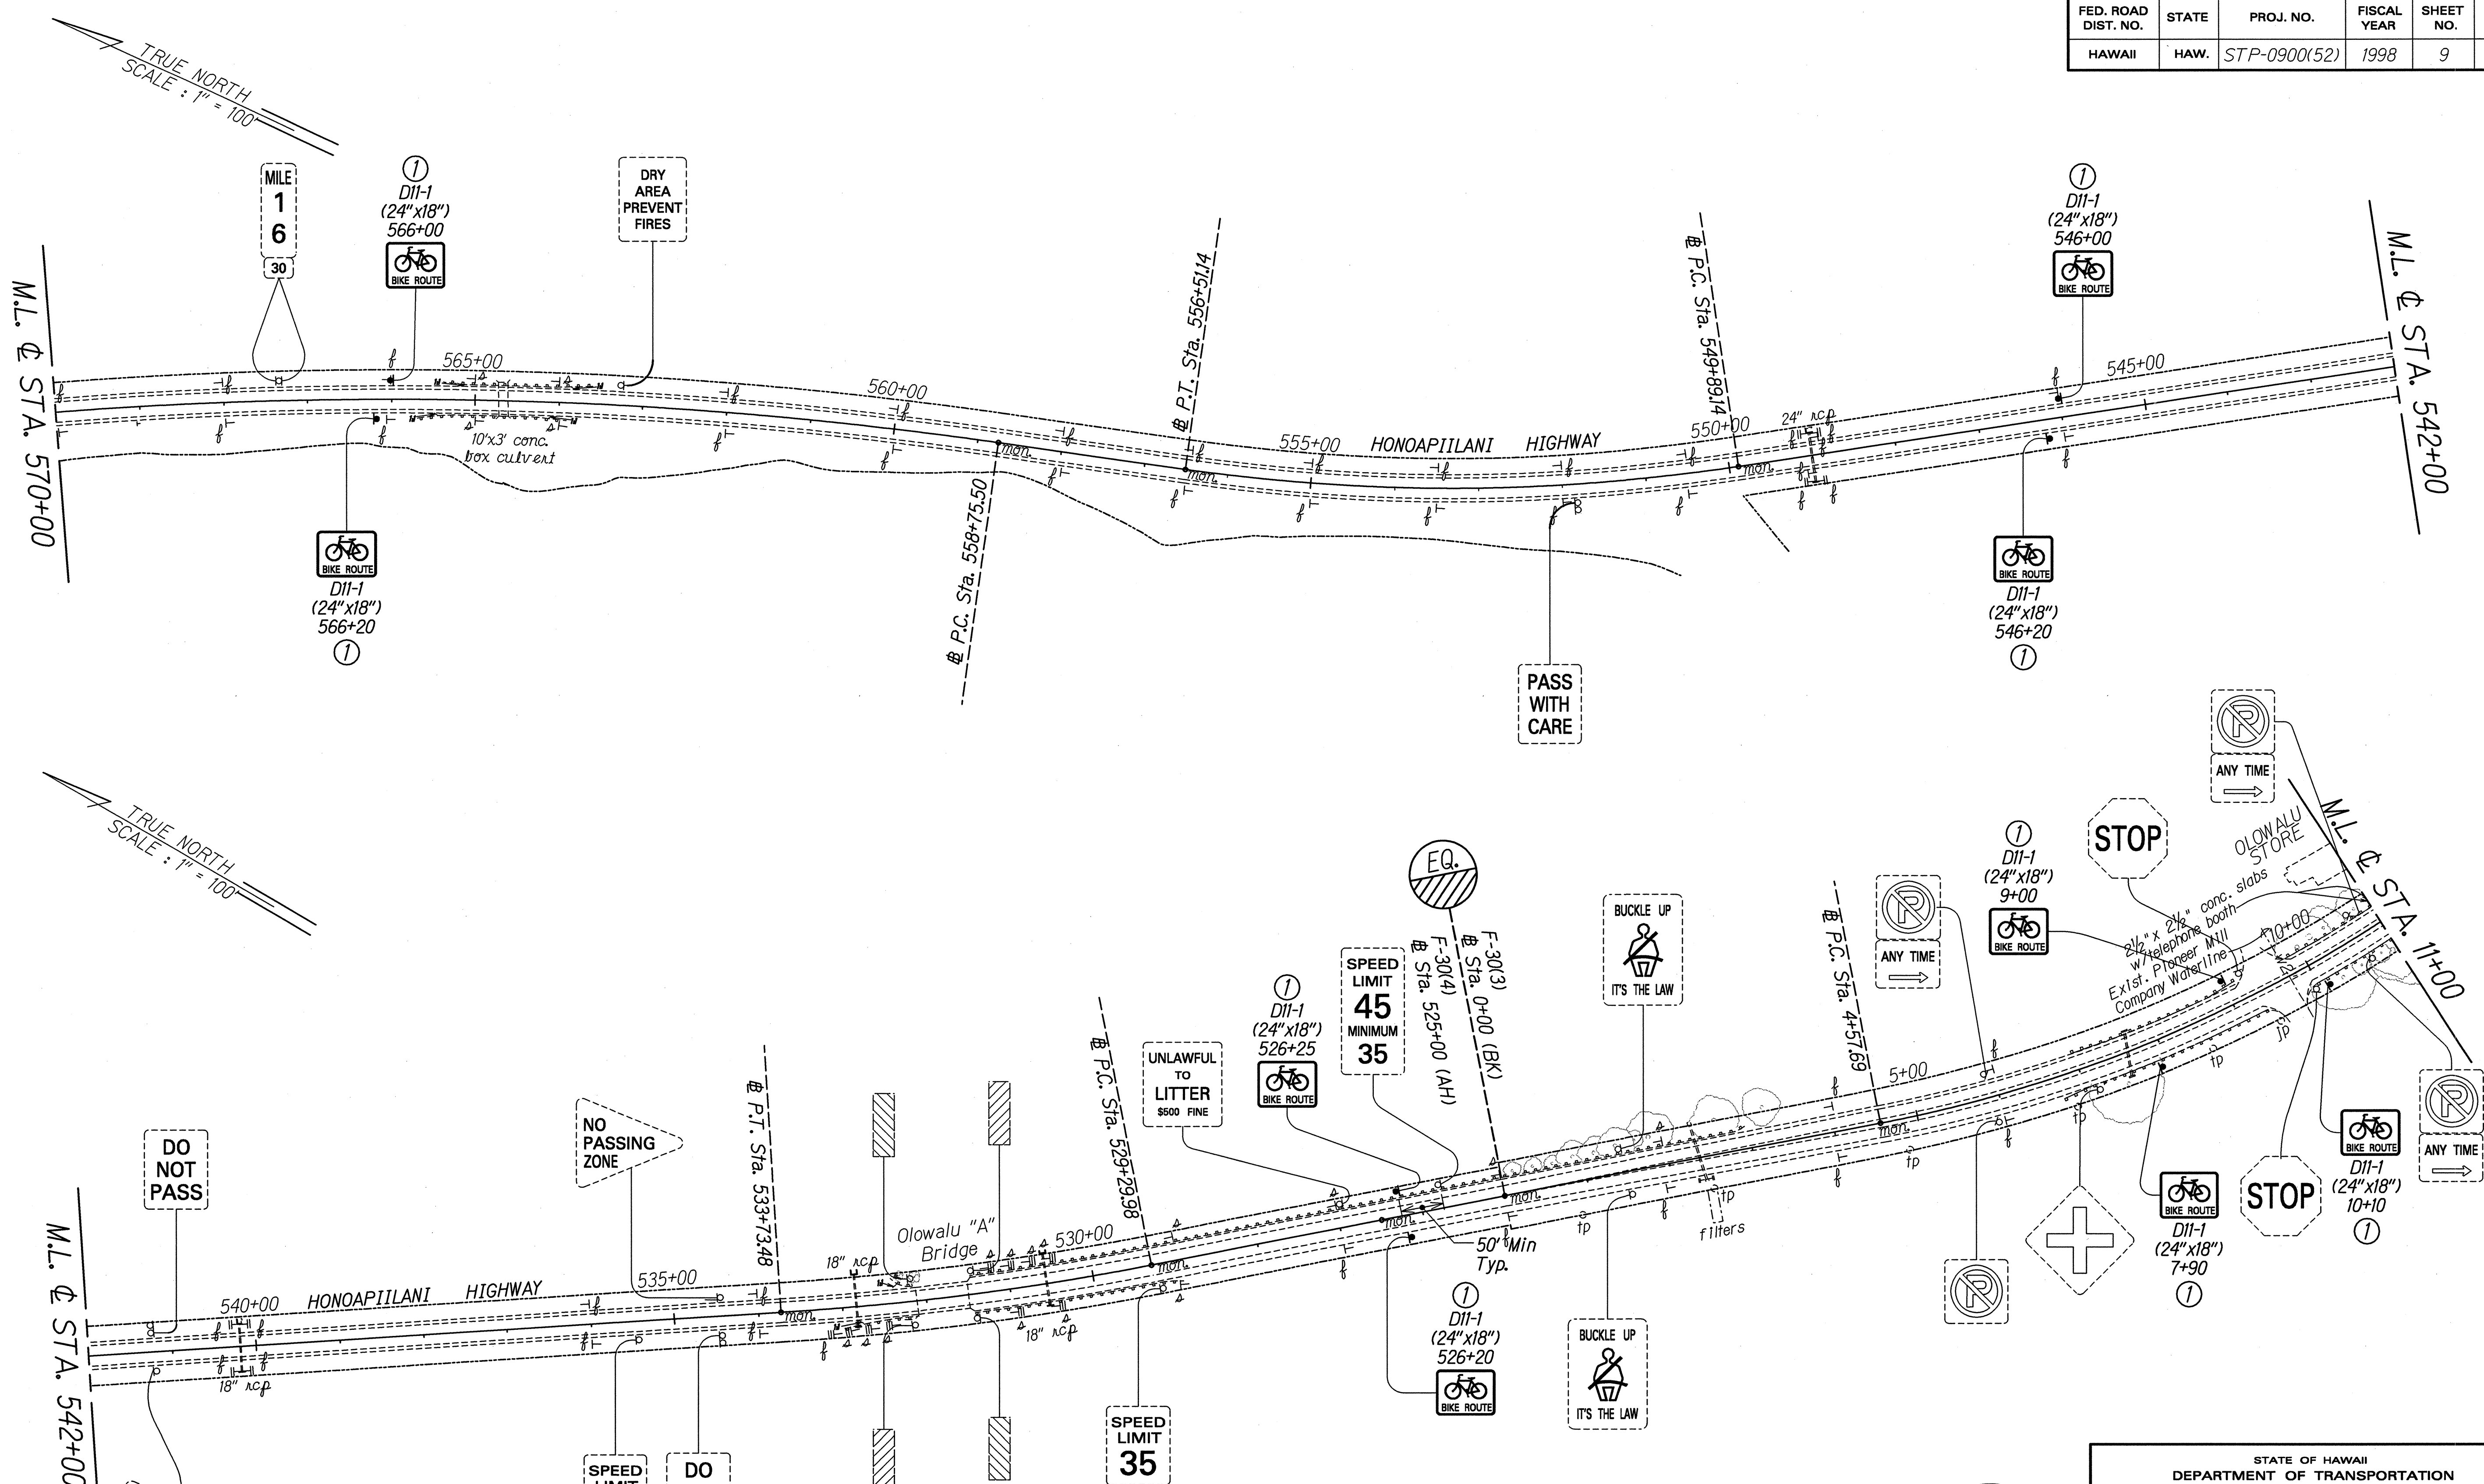 FED. ROAD DIST. NO.
STATE
PROJ. NO.
FISCAL YEAR
SHEET NO.
HAWAII
HAW.
STP-0900(52)
1998
9
TRUE NORTH
SCALE : 1" = 100'
MILE
1
6
30
1
D11-1
(24"x18")
566+00
BIKE ROUTE
DRY
AREA
PREVENT
FIRES
1
D11-1
(24"x18")
546+00
BIKE ROUTE
M.L. ℄ STA. 570+00
565+00
560+00
℄ P.T. Sta. 556+51.14
555+00
HONOAPIILANI HIGHWAY
550+00
℄ P.C. Sta. 549+89.14
24" rcp
545+00
M.L. ℄ STA. 542+00
10'x3' conc.
box culvert
mon.
mon.
mon.
℄ P.C. Sta. 558+75.50
BIKE ROUTE
D11-1
(24"x18")
566+20
1
PASS
WITH
CARE
BIKE ROUTE
D11-1
(24"x18")
546+20
1
TRUE NORTH
SCALE : 1" = 100'
ANY TIME
STOP
OLOWALU
STORE
M.L. ℄ STA. 11+00
EQ.
F-30(3)
℄ Sta. 0+00 (BK)
F-30(4)
℄ Sta. 525+00 (AH)
BUCKLE UP
IT'S THE LAW
ANY TIME
1
D11-1
(24"x18")
9+00
BIKE ROUTE
2½" x 2½" conc. slabs
w/telephone booth
Exist. Pioneer Mill
Company Waterline
10+00
℄ P.C. Sta. 4+57.69
5+00
SPEED
LIMIT
45
MINIMUM
35
1
D11-1
(24"x18")
526+25
BIKE ROUTE
UNLAWFUL
TO
LITTER
$500 FINE
℄ P.C. Sta. 529+29.98
℄ P.T. Sta. 533+73.48
NO
PASSING
ZONE
DO
NOT
PASS
M.L. ℄ STA. 542+00
540+00
HONOAPIILANI HIGHWAY
535+00
18" rcp
Olowalu "A"
Bridge
530+00
18" rcp
18" rcp
mon.
mon.
mon.
mon.
mon.
50' Min
Typ.
tp
tp
tp
tp
tp
jp
filters
1
D11-1
(24"x18")
526+20
BIKE ROUTE
BUCKLE UP
IT'S THE LAW
BIKE ROUTE
D11-1
(24"x18")
7+90
1
STOP
BIKE ROUTE
D11-1
(24"x18")
10+10
1
ANY TIME
SPEED
LIMIT
DO
SPEED
LIMIT
35
STATE OF HAWAII
DEPARTMENT OF TRANSPORTATION